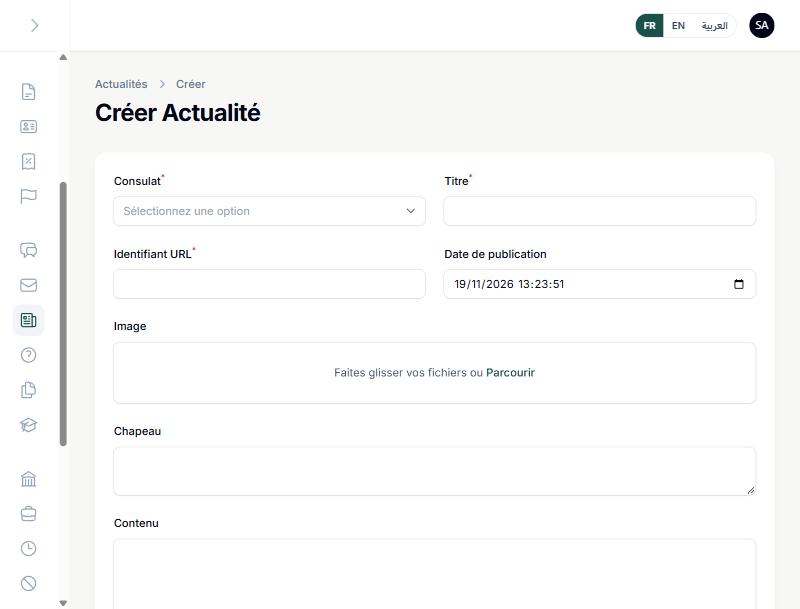 FR EN العربية SA
Actualités Créer
Créer Actualité
Consulat* Titre*
Sélectionnez une option
Identifiant URL* Date de publication
19/11/2026 13:23:51
Image
Faites glisser vos fichiers ou Parcourir
Chapeau
Contenu